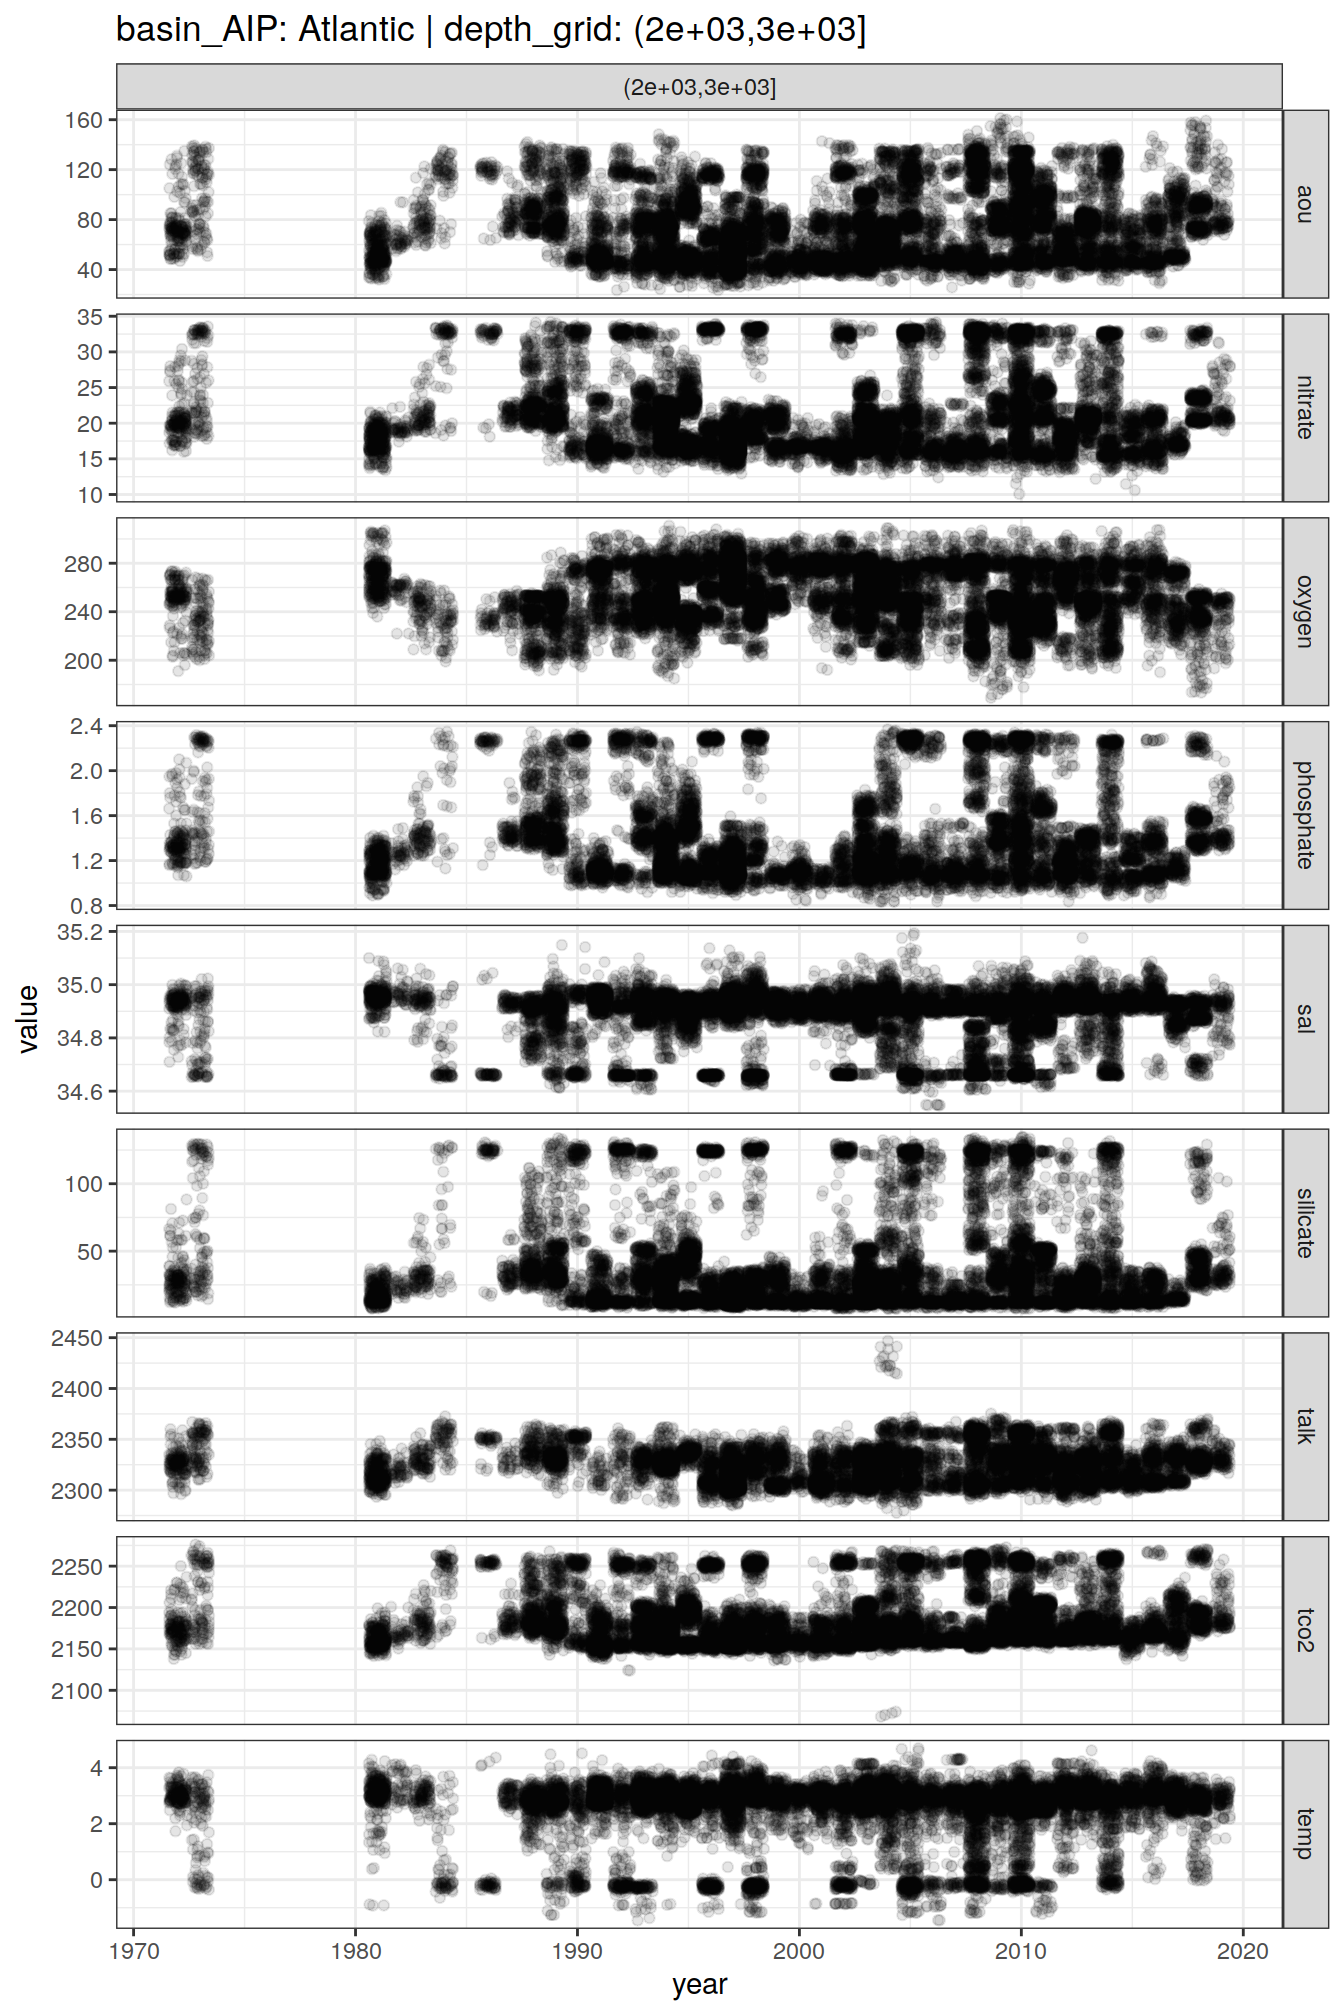 basin_AIP: Atlantic | depth_grid: (2e+03,3e+03]
(2e+03,3e+03]
160
120
80
40
aou
35
30
25
20
15
10
nitrate
280
240
200
oxygen
2.4
2.0
1.6
1.2
0.8
phosphate
value
35.2
35.0
34.8
34.6
sal
100
50
silicate
2450
2400
2350
2300
talk
2250
2200
2150
2100
tco2
4
2
0
temp
1970 1980 1990 2000 2010 2020
year